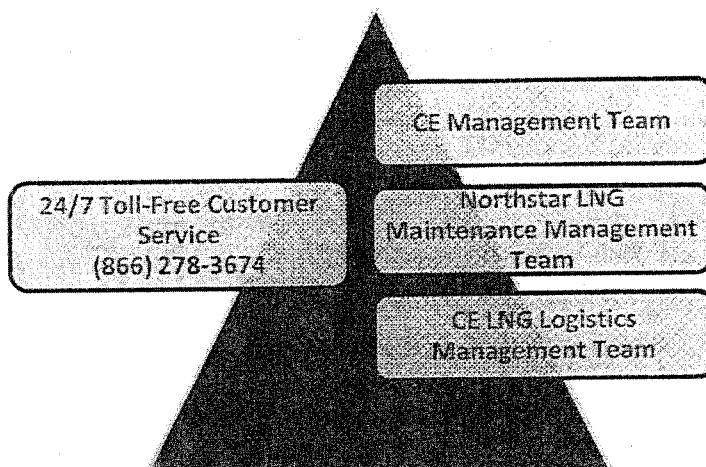 CE Management Team
24/7 Toll-Free Customer
Service
(866) 278-3674
Northstar LNG
Maintenance Management
Team
CE LNG Logistics
Management Team